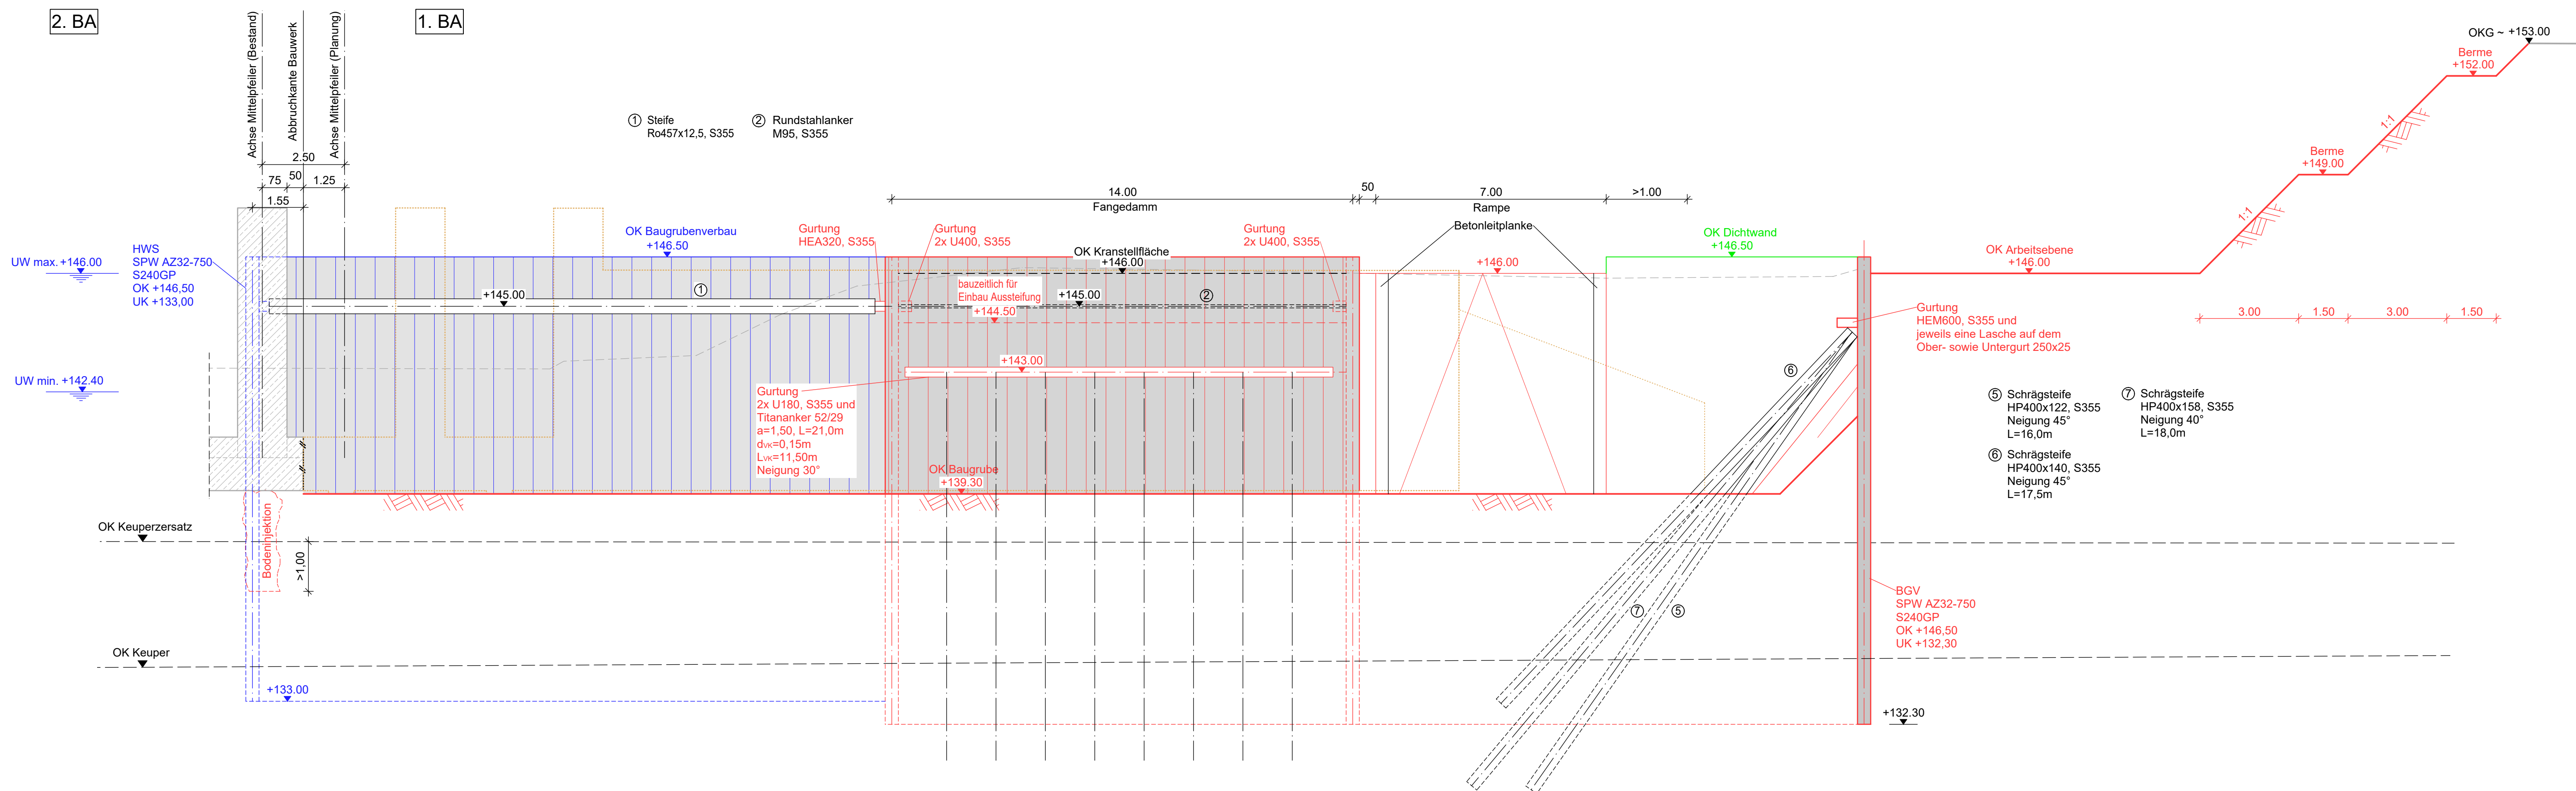 2. BA
1. BA
Achse Mittelpfeiler (Bestand)
Abbruchkante Bauwerk
Achse Mittelpfeiler (Planung)
2.50
75
50
1.25
1.55
1 Steife
Ro457x12,5, S355
2 Rundstahlanker
M95, S355
OKG ~ +153.00
Berme
+152.00
1:1
Berme
+149.00
1:1
14.00
Fangedamm
50
7.00
Rampe
>1.00
Betonleitplanke
HWS
SPW AZ32-750
S240GP
OK +146,50
UK +133,00
UW max. +146.00
UW min. +142.40
OK Baugrubenverbau
+146.50
Gurtung
HEA320, S355
Gurtung
2x U400, S355
Gurtung
2x U400, S355
OK Kranstellfläche
+146.00
+146.00
OK Dichtwand
+146.50
OK Arbeitsebene
+146.00
bauzeitlich für
Einbau Aussteifung
+144.50
+145.00
1
+145.00
2
+143.00
Gurtung
2x U180, S355 und
Titananker 52/29
a=1,50, L=21,0m
dVK=0,15m
LVK=11,50m
Neigung 30°
OK Baugrube
+139.30
Gurtung
HEM600, S355 und
jeweils eine Lasche auf dem
Ober- sowie Untergurt 250x25
3.00
1.50
3.00
1.50
6
5 Schrägsteife
HP400x122, S355
Neigung 45°
L=16,0m
7 Schrägsteife
HP400x158, S355
Neigung 40°
L=18,0m
6 Schrägsteife
HP400x140, S355
Neigung 45°
L=17,5m
OK Keuperzersatz
Bodeninjektion
>1,00
OK Keuper
+133.00
7
5
BGV
SPW AZ32-750
S240GP
OK +146,50
UK +132,30
+132.30